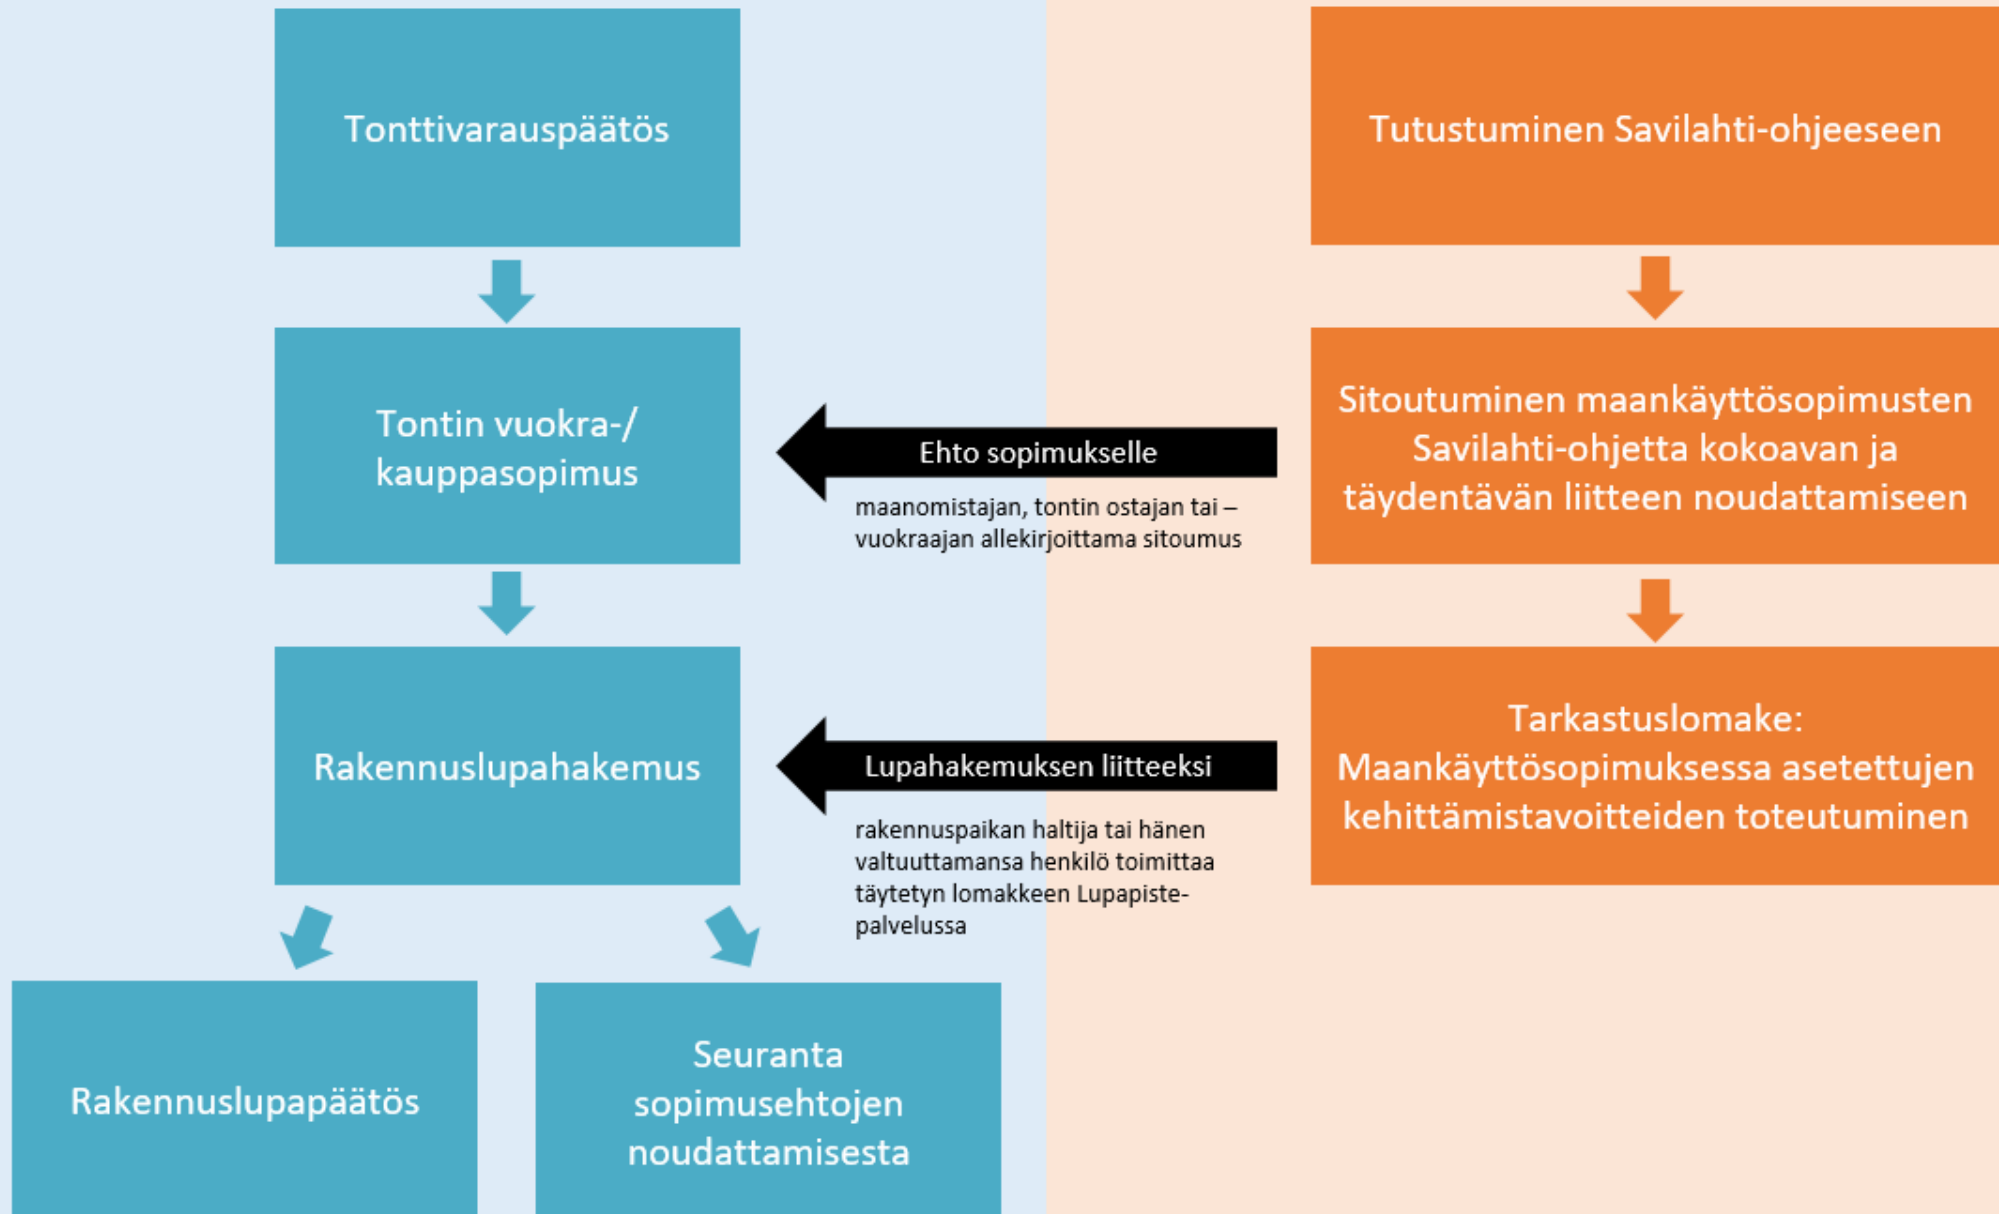 Tonttivarauspäätös
Tutustuminen Savilahti-ohjeeseen
Tontin vuokra-/
kauppasopimus
Ehto sopimukselle
maanomistajan, tontin ostajan tai –
vuokraajan allekirjoittama sitoumus
Sitoutuminen maankäyttösopimusten
Savilahti-ohjetta kokoavan ja
täydentävän liitteen noudattamiseen
Rakennuslupahakemus
Lupahakemuksen liitteeksi
rakennuspaikan haltija tai hänen
valtuuttamansa henkilö toimittaa
täytetyn lomakkeen Lupapiste-
palvelussa
Tarkastuslomake:
Maankäyttösopimuksessa asetettujen
kehittämistavoitteiden toteutuminen
Rakennuslupapäätös
Seuranta
sopimusehtojen
noudattamisesta